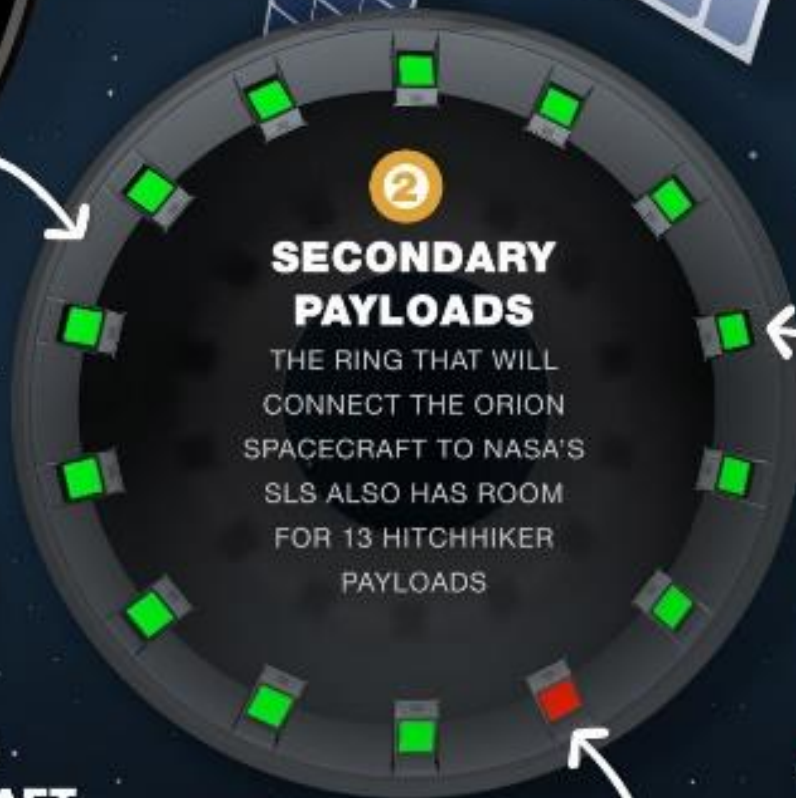 2
SECONDARY
PAYLOADS
THE RING THAT WILL
CONNECT THE ORION
SPACECRAFT TO NASA'S
SLS ALSO HAS ROOM
FOR 13 HITCHHIKER
PAYLOADS